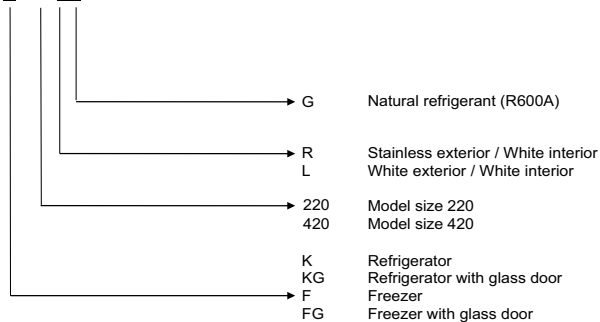 G Natural refrigerant (R600A)
R Stainless exterior / White interior
L White exterior / White interior
220 Model size 220
420 Model size 420
K Refrigerator
KG Refrigerator with glass door
F Freezer
FG Freezer with glass door